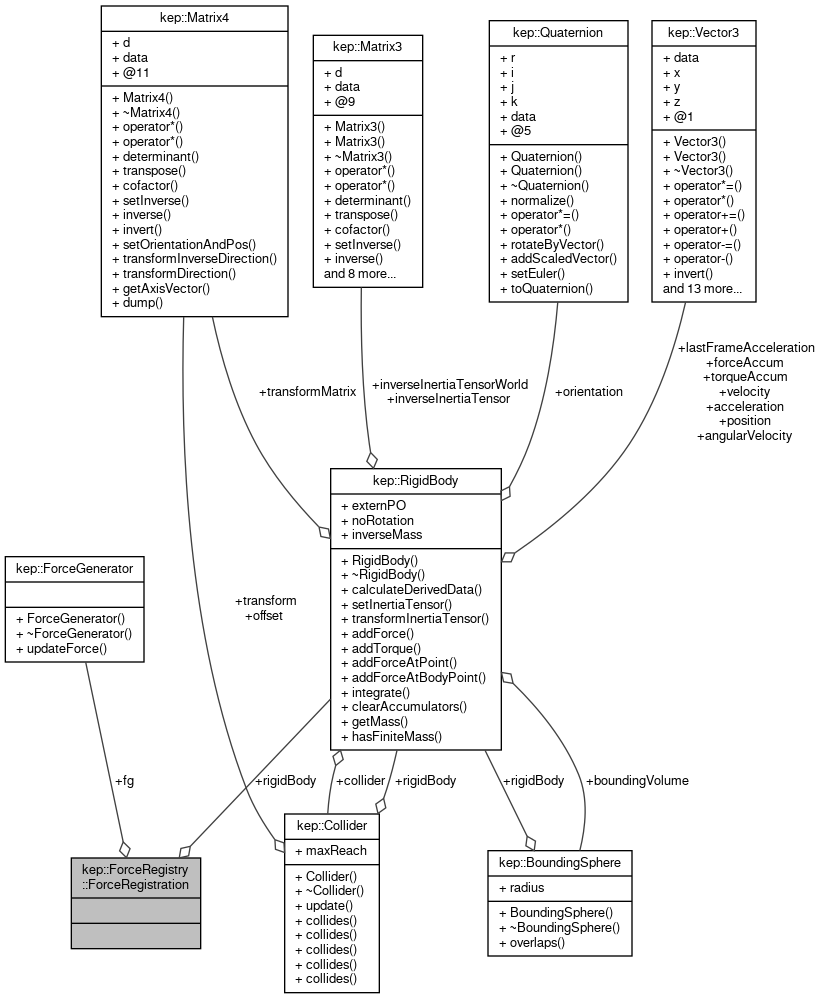 kep::Matrix4
+ d
+ data
+ @11
+ Matrix4()
+ ~Matrix4()
+ operator*()
+ operator*()
+ determinant()
+ transpose()
+ cofactor()
+ setInverse()
+ inverse()
+ invert()
+ setOrientationAndPos()
+ transformInverseDirection()
+ transformDirection()
+ getAxisVector()
+ dump()
kep::Matrix3
+ d
+ data
+ @9
+ Matrix3()
+ Matrix3()
+ ~Matrix3()
+ operator*()
+ operator*()
+ determinant()
+ transpose()
+ cofactor()
+ setInverse()
+ inverse()
and 8 more...
kep::Quaternion
+ r
+ i
+ j
+ k
+ data
+ @5
+ Quaternion()
+ Quaternion()
+ ~Quaternion()
+ normalize()
+ operator*=()
+ operator*()
+ rotateByVector()
+ addScaledVector()
+ setEuler()
+ toQuaternion()
kep::Vector3
+ data
+ x
+ y
+ z
+ @1
+ Vector3()
+ Vector3()
+ ~Vector3()
+ operator*=()
+ operator*()
+ operator+=()
+ operator+()
+ operator-=()
+ operator-()
+ invert()
and 13 more...
+transformMatrix
+inverseInertiaTensorWorld
+inverseInertiaTensor
+orientation
+lastFrameAcceleration
+forceAccum
+torqueAccum
+velocity
+acceleration
+position
+angularVelocity
kep::RigidBody
+ externPO
+ noRotation
+ inverseMass
+ RigidBody()
+ ~RigidBody()
+ calculateDerivedData()
+ setInertiaTensor()
+ transformInertiaTensor()
+ addForce()
+ addTorque()
+ addForceAtPoint()
+ addForceAtBodyPoint()
+ integrate()
+ clearAccumulators()
+ getMass()
+ hasFiniteMass()
kep::ForceGenerator
+ ForceGenerator()
+ ~ForceGenerator()
+ updateForce()
+transform
+offset
+fg
+rigidBody
+collider
+rigidBody
+rigidBody
+boundingVolume
kep::ForceRegistry
::ForceRegistration
kep::Collider
+ maxReach
+ Collider()
+ ~Collider()
+ update()
+ collides()
+ collides()
+ collides()
+ collides()
+ collides()
kep::BoundingSphere
+ radius
+ BoundingSphere()
+ ~BoundingSphere()
+ overlaps()